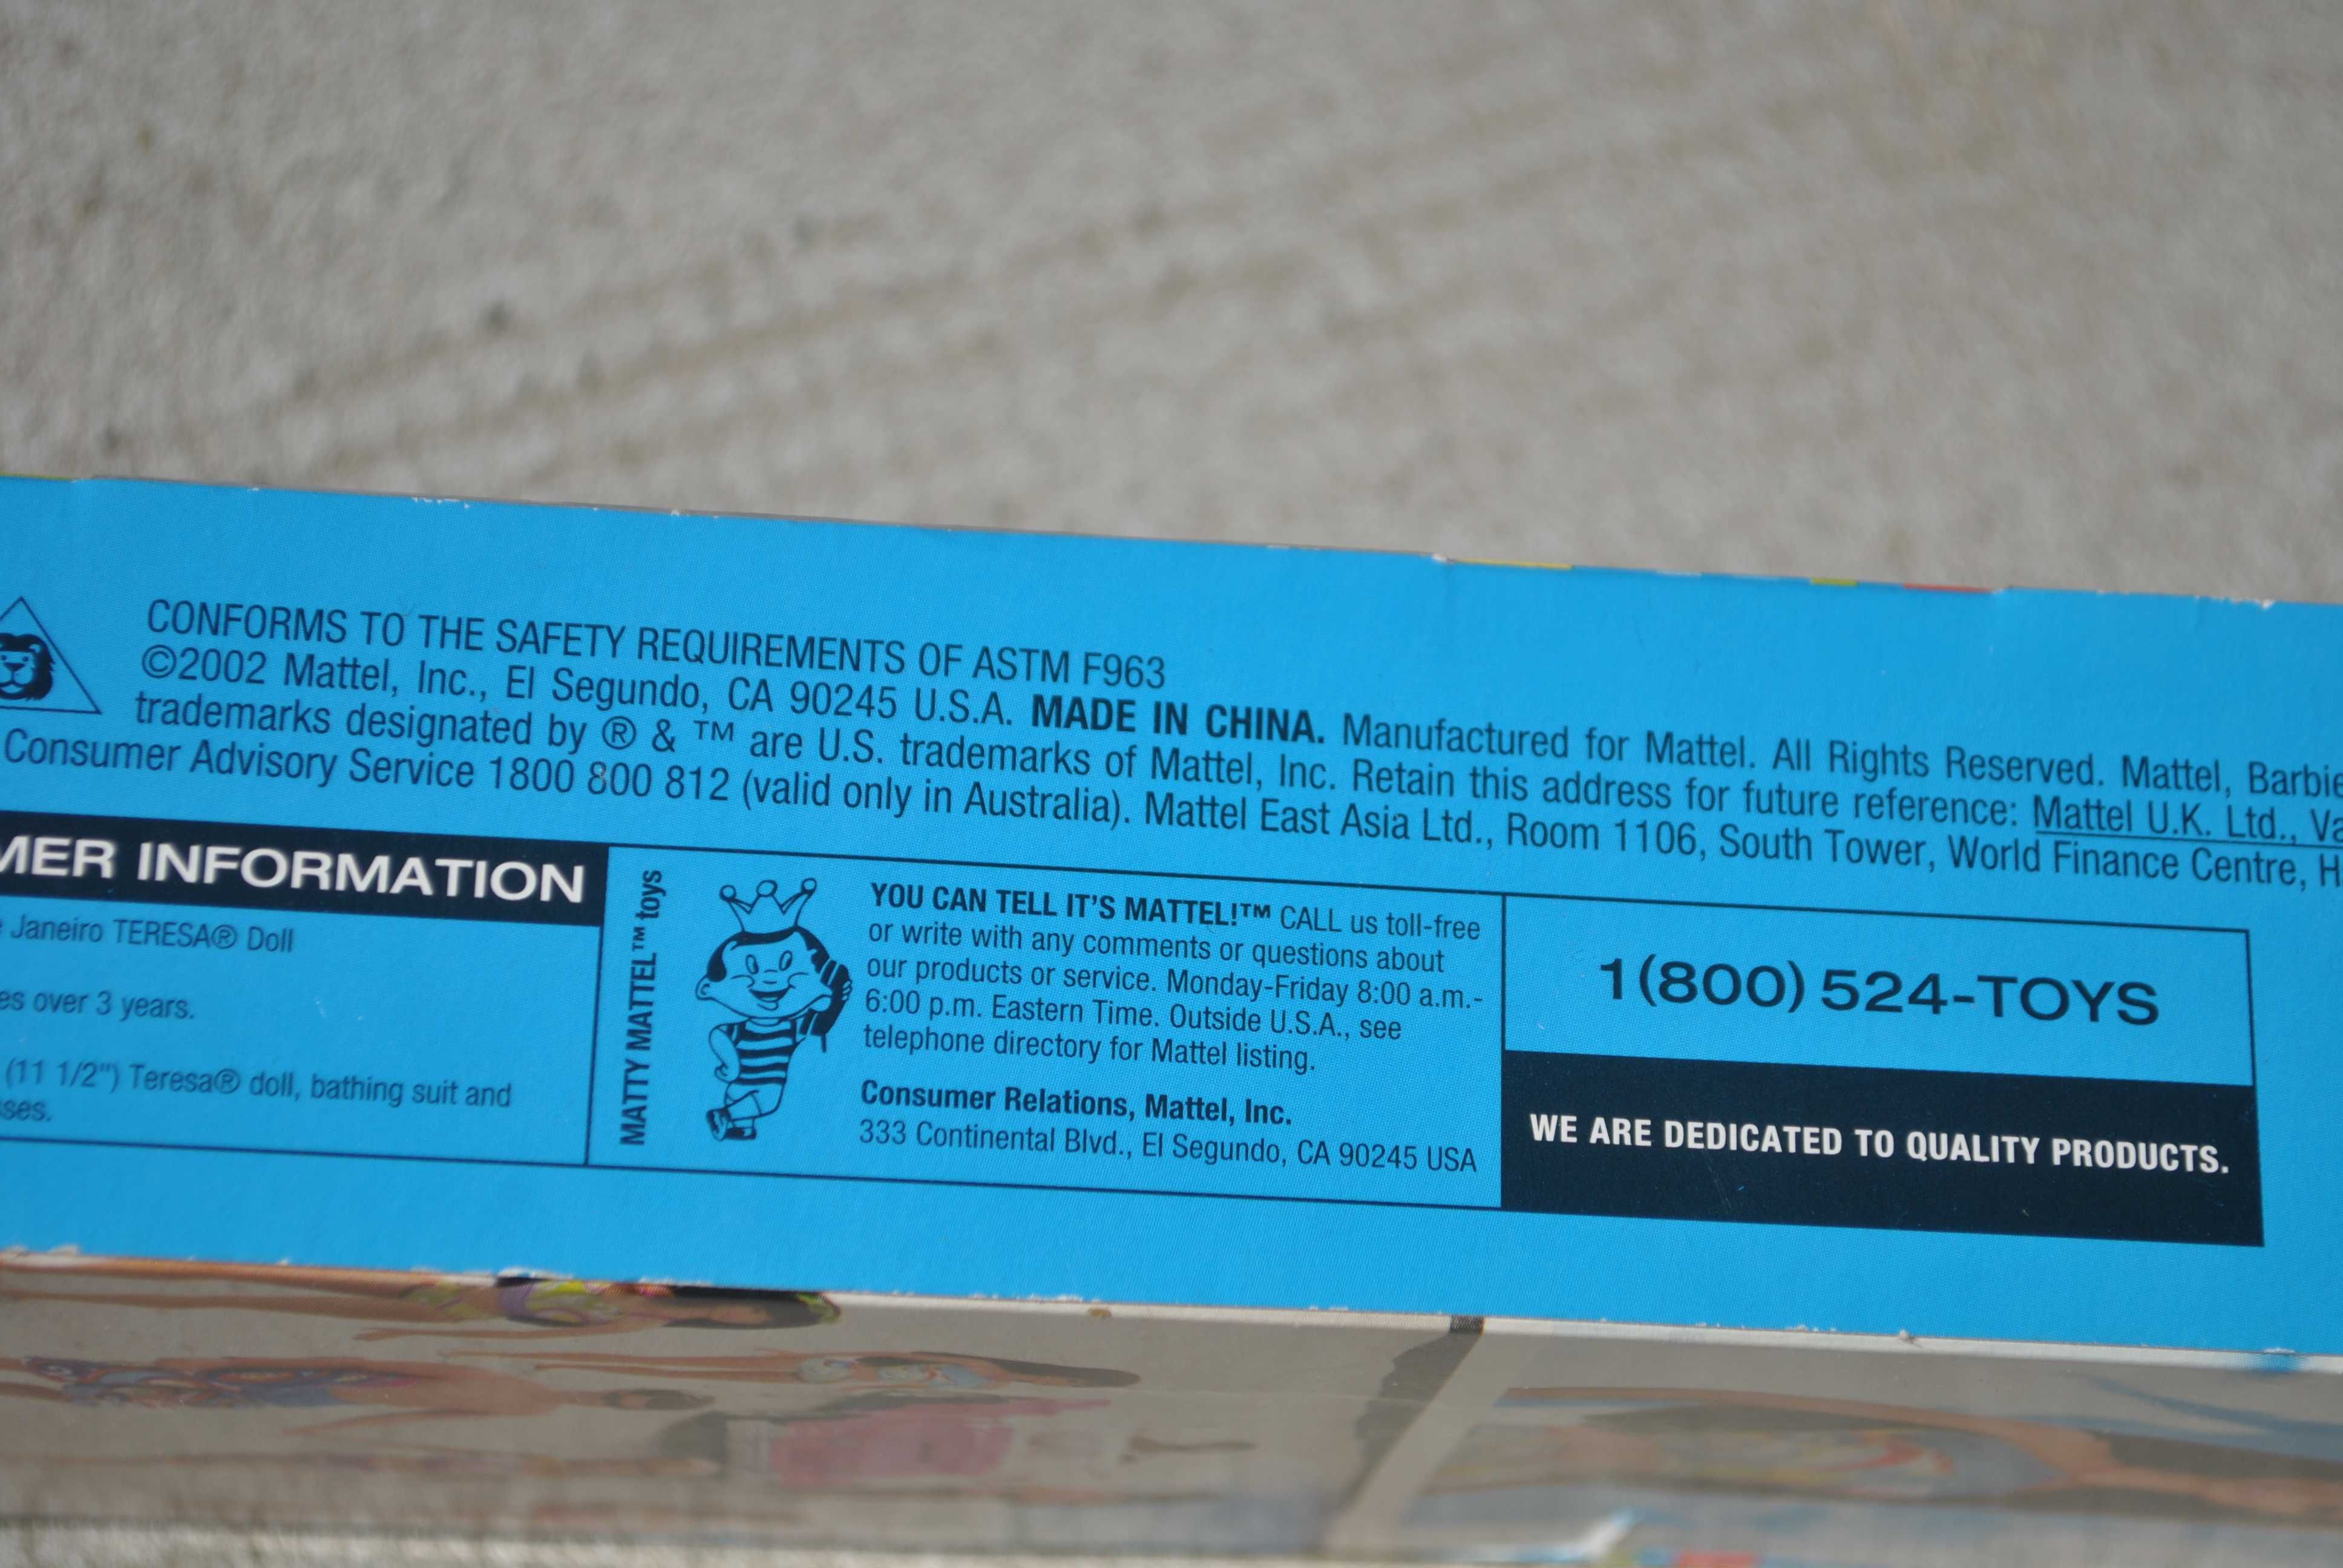 CONFORMS TO THE SAFETY REQUIREMENTS OF ASTM F963
©2002 Mattel, Inc., El Segundo, CA 90245 U.S.A. MADE IN CHINA. Manufactured for Mattel. All Rights Reserved. Mattel, Barbie
trademarks designated by ® & ™ are U.S. trademarks of Mattel, Inc. Retain this address for future reference: Mattel U.K. Ltd., Va
Consumer Advisory Service 1800 800 812 (valid only in Australia). Mattel East Asia Ltd., Room 1106, South Tower, World Finance Centre, H
MER INFORMATION
Janeiro TERESA® Doll
es over 3 years.
(11 1/2") Teresa® doll, bathing suit and
ses.
MATTY MATTEL™ toys
YOU CAN TELL IT'S MATTEL!™ CALL us toll-free
or write with any comments or questions about
our products or service. Monday-Friday 8:00 a.m.-
6:00 p.m. Eastern Time. Outside U.S.A., see
telephone directory for Mattel listing.
Consumer Relations, Mattel, Inc.
333 Continental Blvd., El Segundo, CA 90245 USA
1(800) 524-TOYS
WE ARE DEDICATED TO QUALITY PRODUCTS.